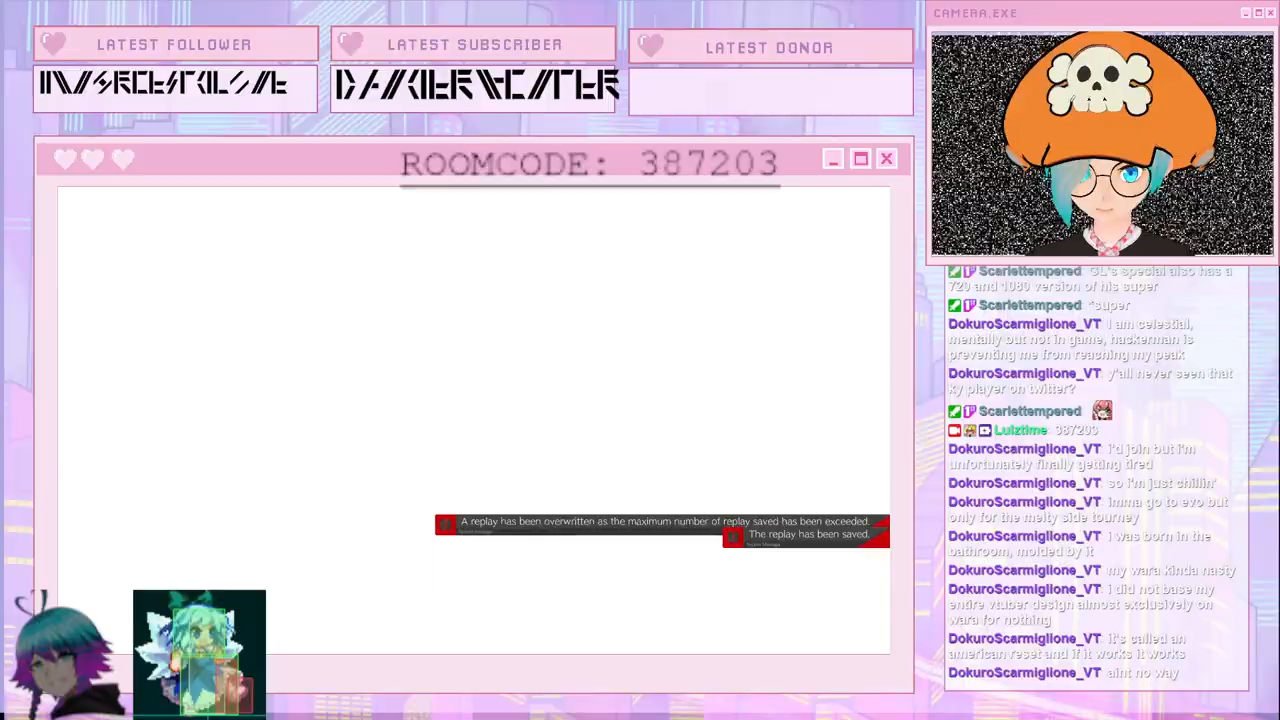 LATEST FOLLOWER
LATEST SUBSCRIBER
LATEST DONOR
CAMERA.EXE
ROOMCODE: 387203
A replay has been overwritten as the maximum number of replay saved has been exceeded.
The replay has been saved.
Scarlettempered GL's special also has a
720 and 1080 version of his super
Scarlettempered *super
DokuroScarmiglione_VT I am celestial,
mentally but not in game, hackerman is
preventing me from reaching my peak
DokuroScarmiglione_VT y'all never seen that
ky player on twitter?
Scarlettempered
Luiztime 387203
DokuroScarmiglione_VT i'd join but i'm
unfortunately finally getting tired
DokuroScarmiglione_VT so i'm just chillin'
DokuroScarmiglione_VT imma go to evo but
only for the melty side tourney
DokuroScarmiglione_VT i was born in the
bathroom, molded by it
DokuroScarmiglione_VT my wara kinda nasty
DokuroScarmiglione_VT i did not base my
entire vtuber design almost exclusively on
wara for nothing
DokuroScarmiglione_VT it's called an
american reset and if it works it works
DokuroScarmiglione_VT aint no way